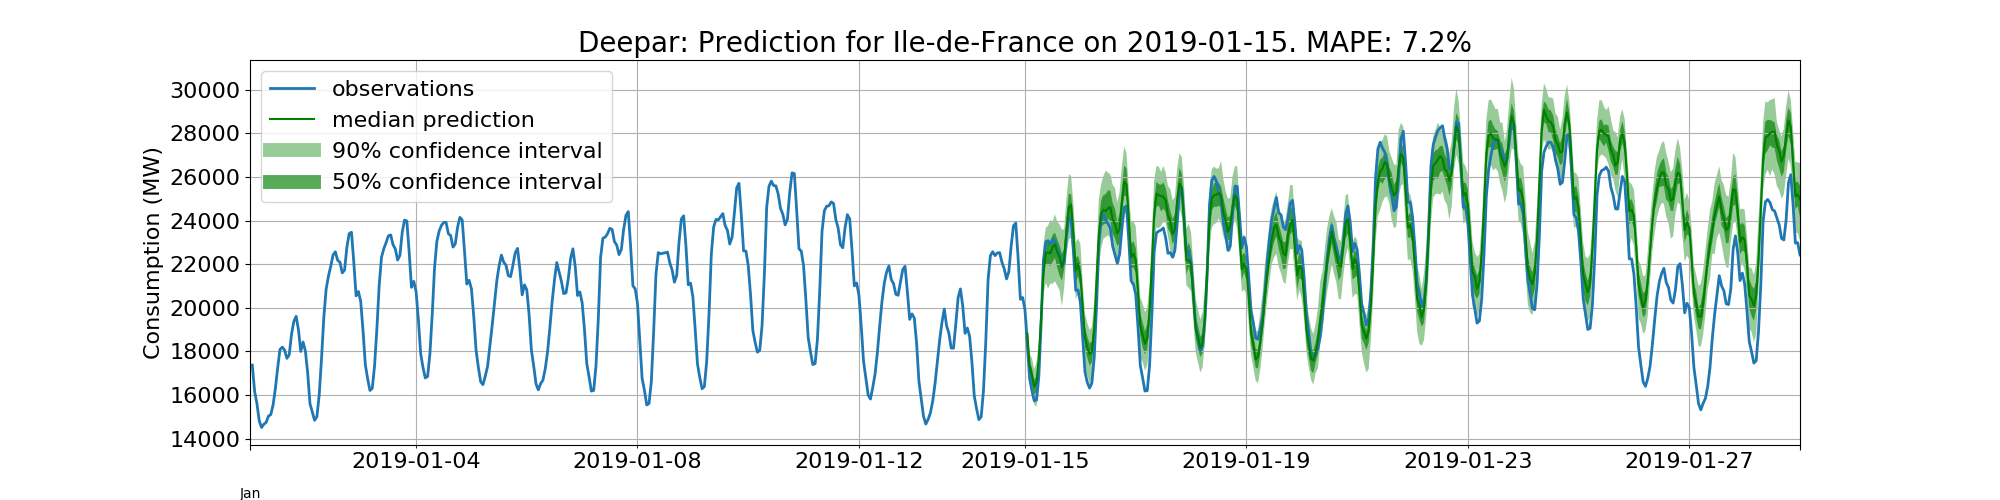 Deepar: Prediction for Ile-de-France on 2019-01-15. MAPE: 7.2%
observations
median prediction
90% confidence interval
50% confidence interval
Consumption (MW)
30000
28000
26000
24000
22000
20000
18000
16000
14000
2019-01-04 2019-01-08 2019-01-12 2019-01-15 2019-01-19 2019-01-23 2019-01-27
Jan